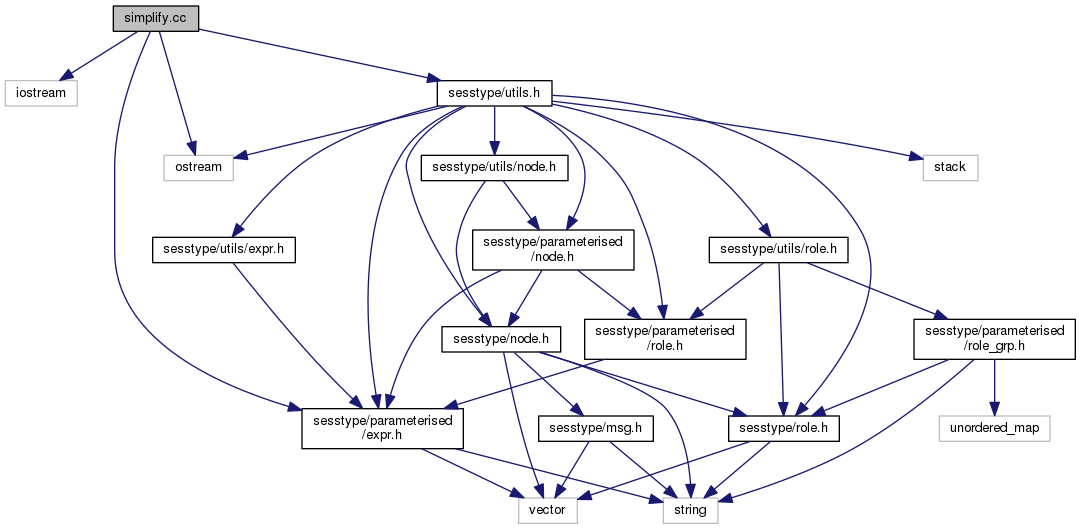 simplify.cc
iostream
sesstype/utils.h
ostream
sesstype/utils/node.h
stack
sesstype/utils/expr.h
sesstype/parameterised
/node.h
sesstype/utils/role.h
sesstype/node.h
sesstype/parameterised
/role.h
sesstype/parameterised
/role_grp.h
sesstype/parameterised
/expr.h
sesstype/msg.h
sesstype/role.h
unordered_map
vector
string